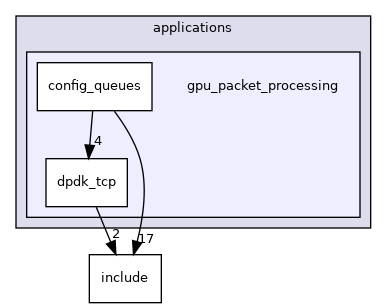 applications
config_queues
gpu_packet_processing
4
dpdk_tcp
2
17
include